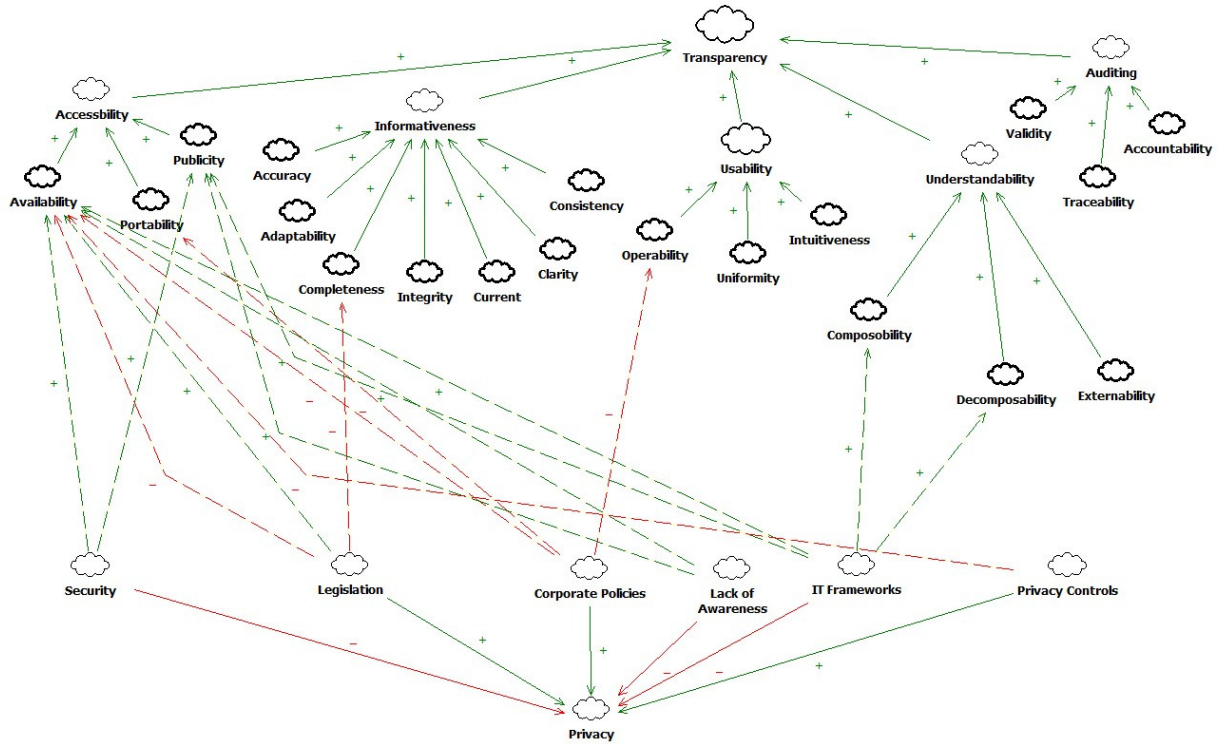 Transparency
Auditing
Accessbility
Informativeness
Validity
Accountability
Publicity
Accuracy
Usability
Understandability
Availability
Portability
Consistency
Traceability
Adaptability
Intuitiveness
Operability
Clarity
Uniformity
Completeness
Integrity
Current
Composobility
Decomposability
Externability
Security
Legislation
Corporate Policies
Lack of
Awareness
IT Frameworks
Privacy Controls
Privacy